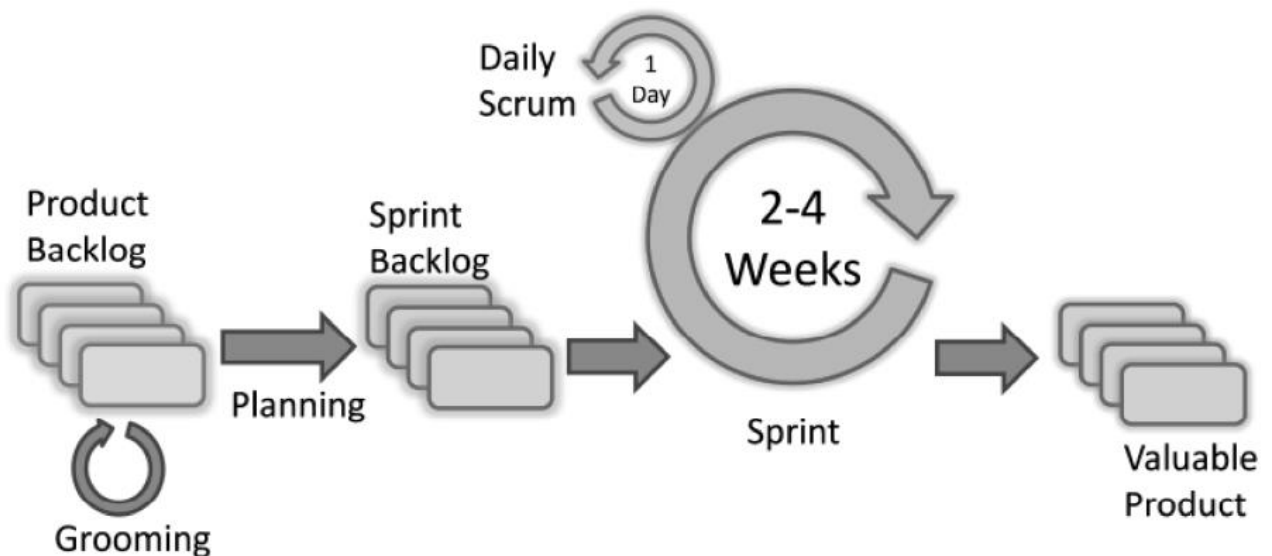 Daily
Scrum
1
Day
Product
Backlog
Sprint
Backlog
2-4
Weeks
Planning
Sprint
Grooming
Valuable
Product